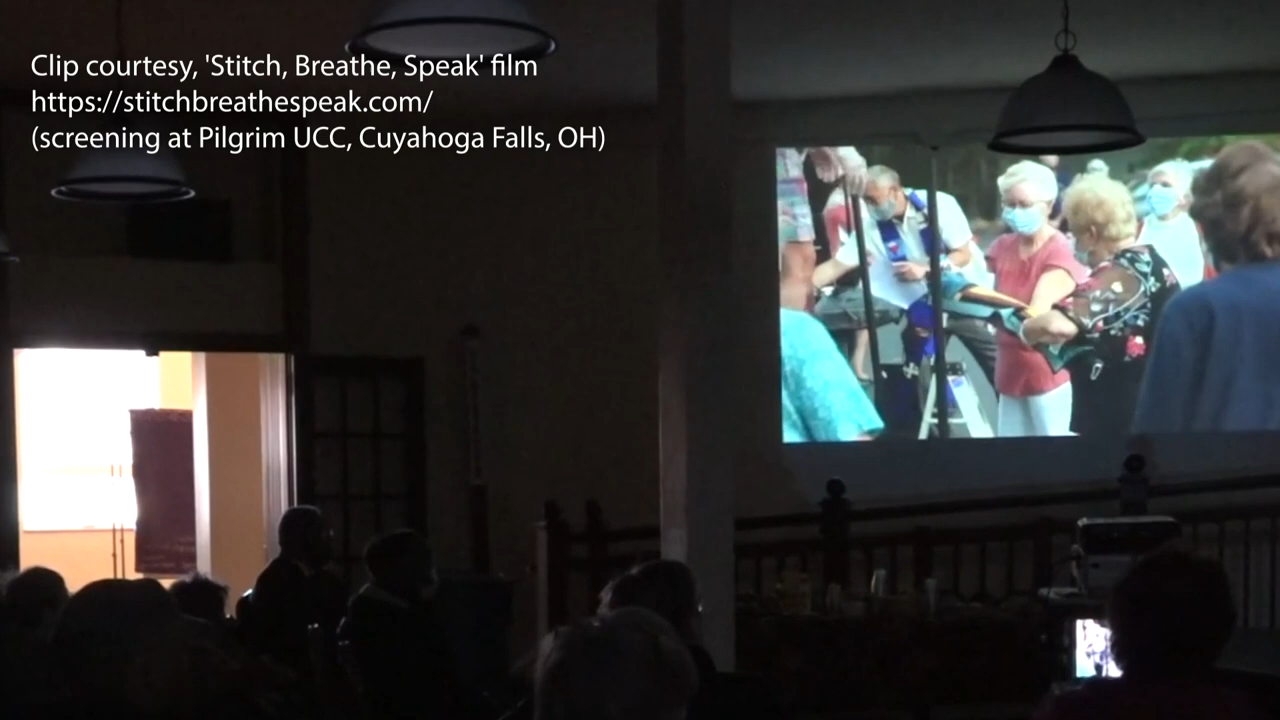 Clip courtesy, 'Stitch, Breathe, Speak' film
https://stitchbreathespeak.com/
(screening at Pilgrim UCC, Cuyahoga Falls, OH)